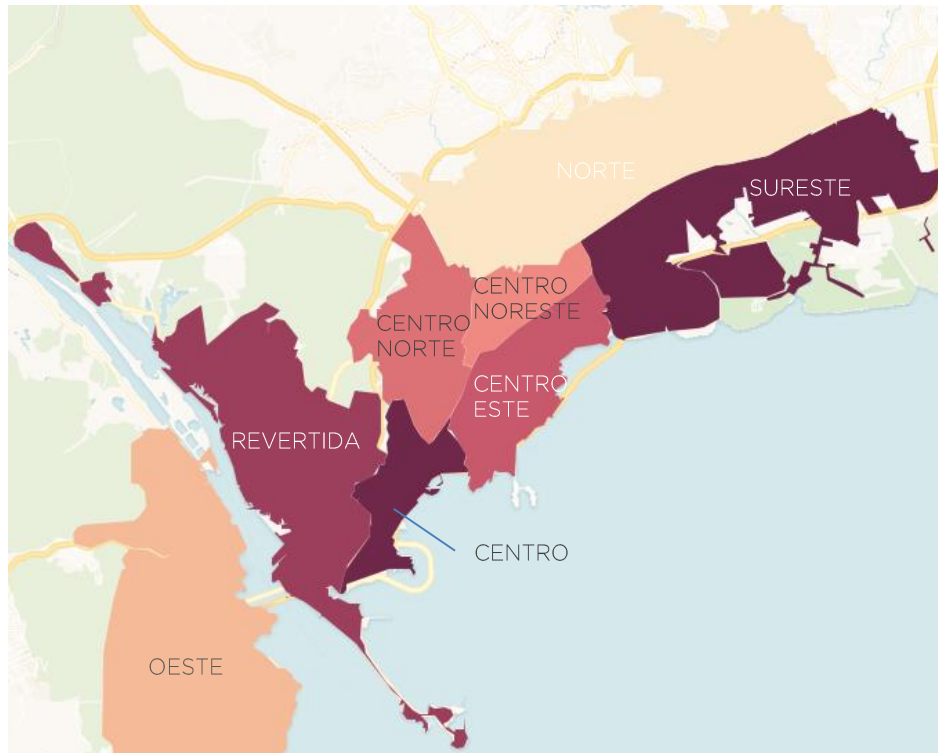 NORTE
SURESTE
CENTRO
NORESTE
CENTRO
NORTE
CENTRO
ESTE
REVERTIDA
CENTRO
OESTE